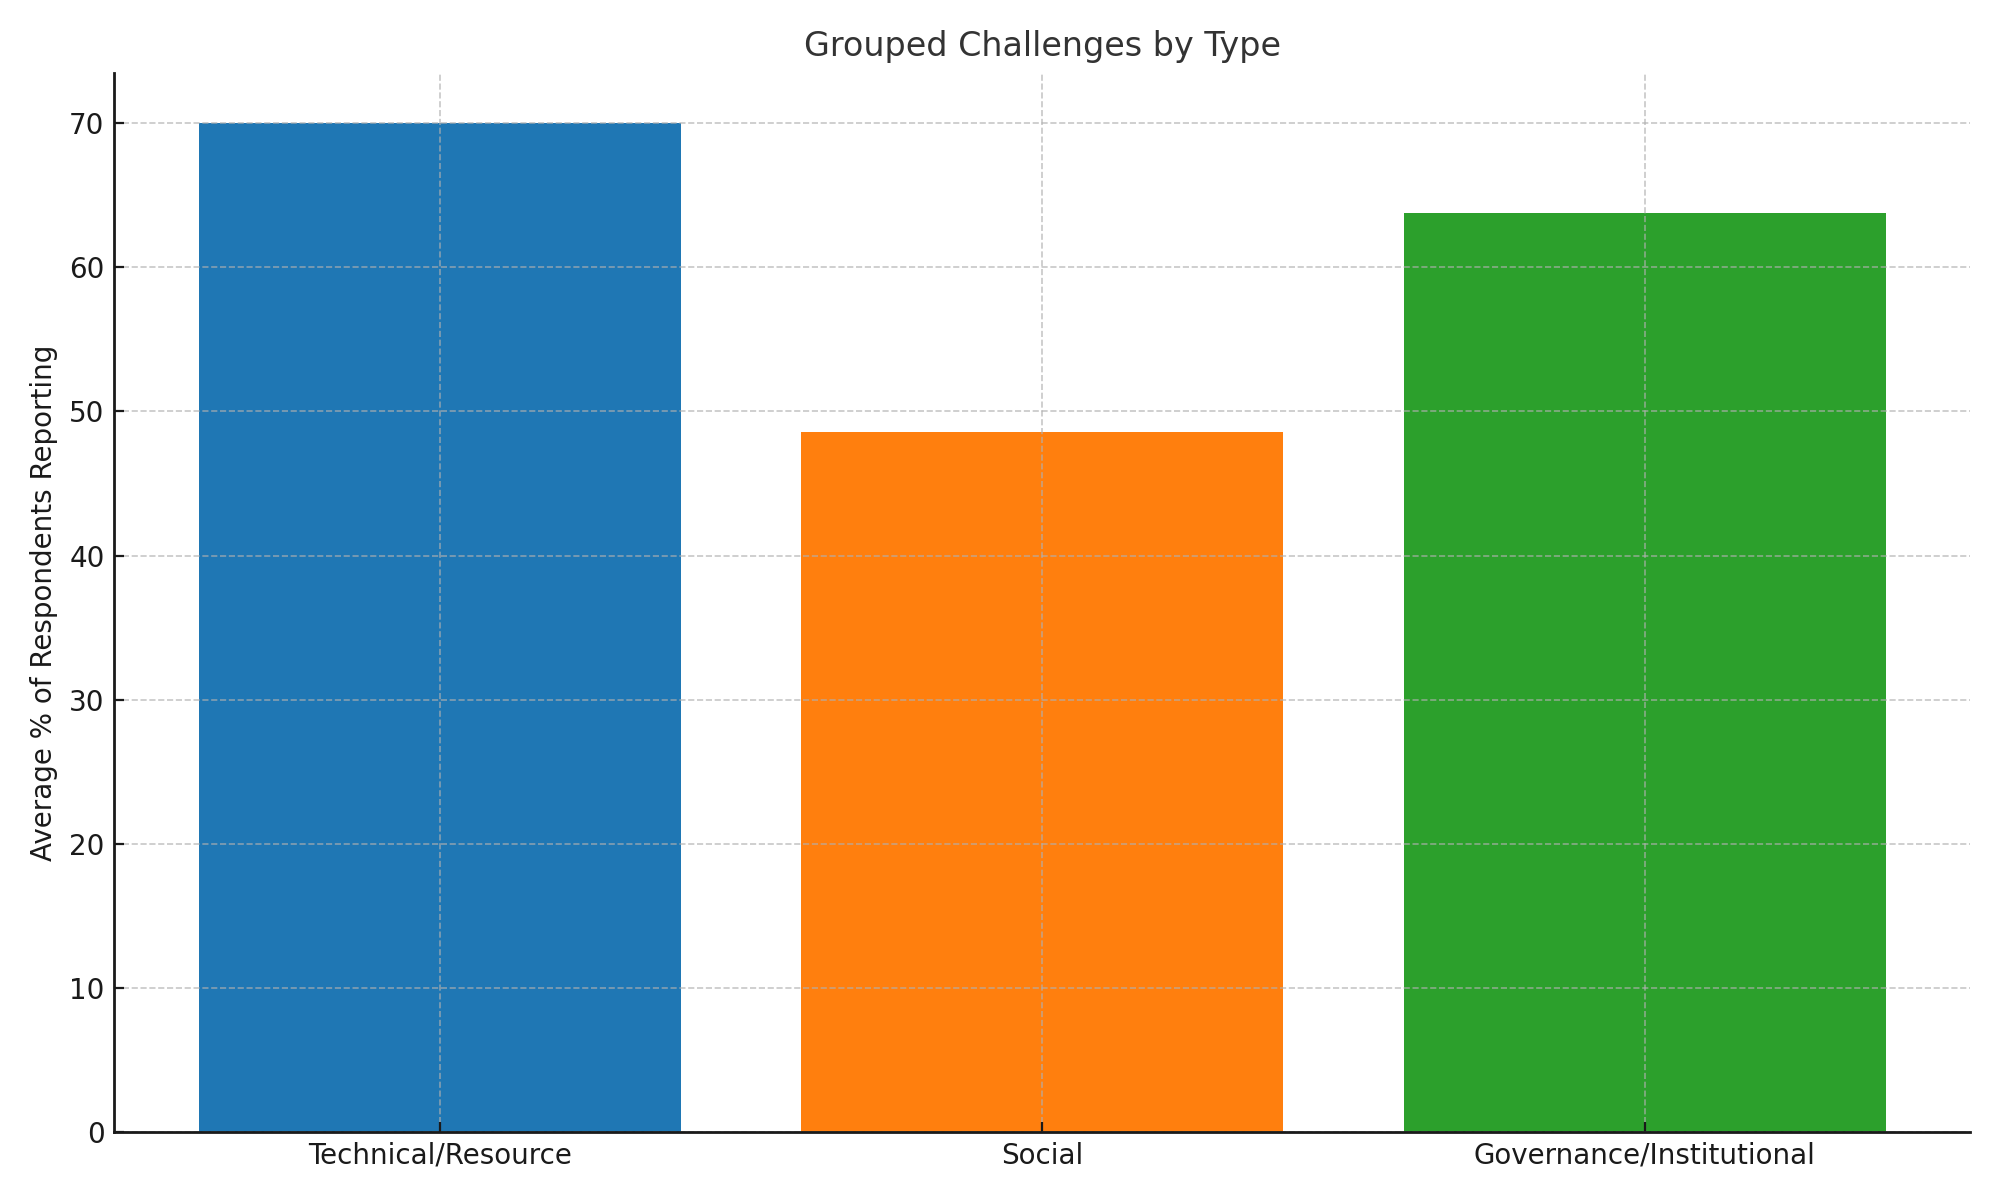 Grouped Challenges by Type
Average % of Respondents Reporting
70
60
50
40
30
20
10
0
Technical/Resource
Social
Governance/Institutional